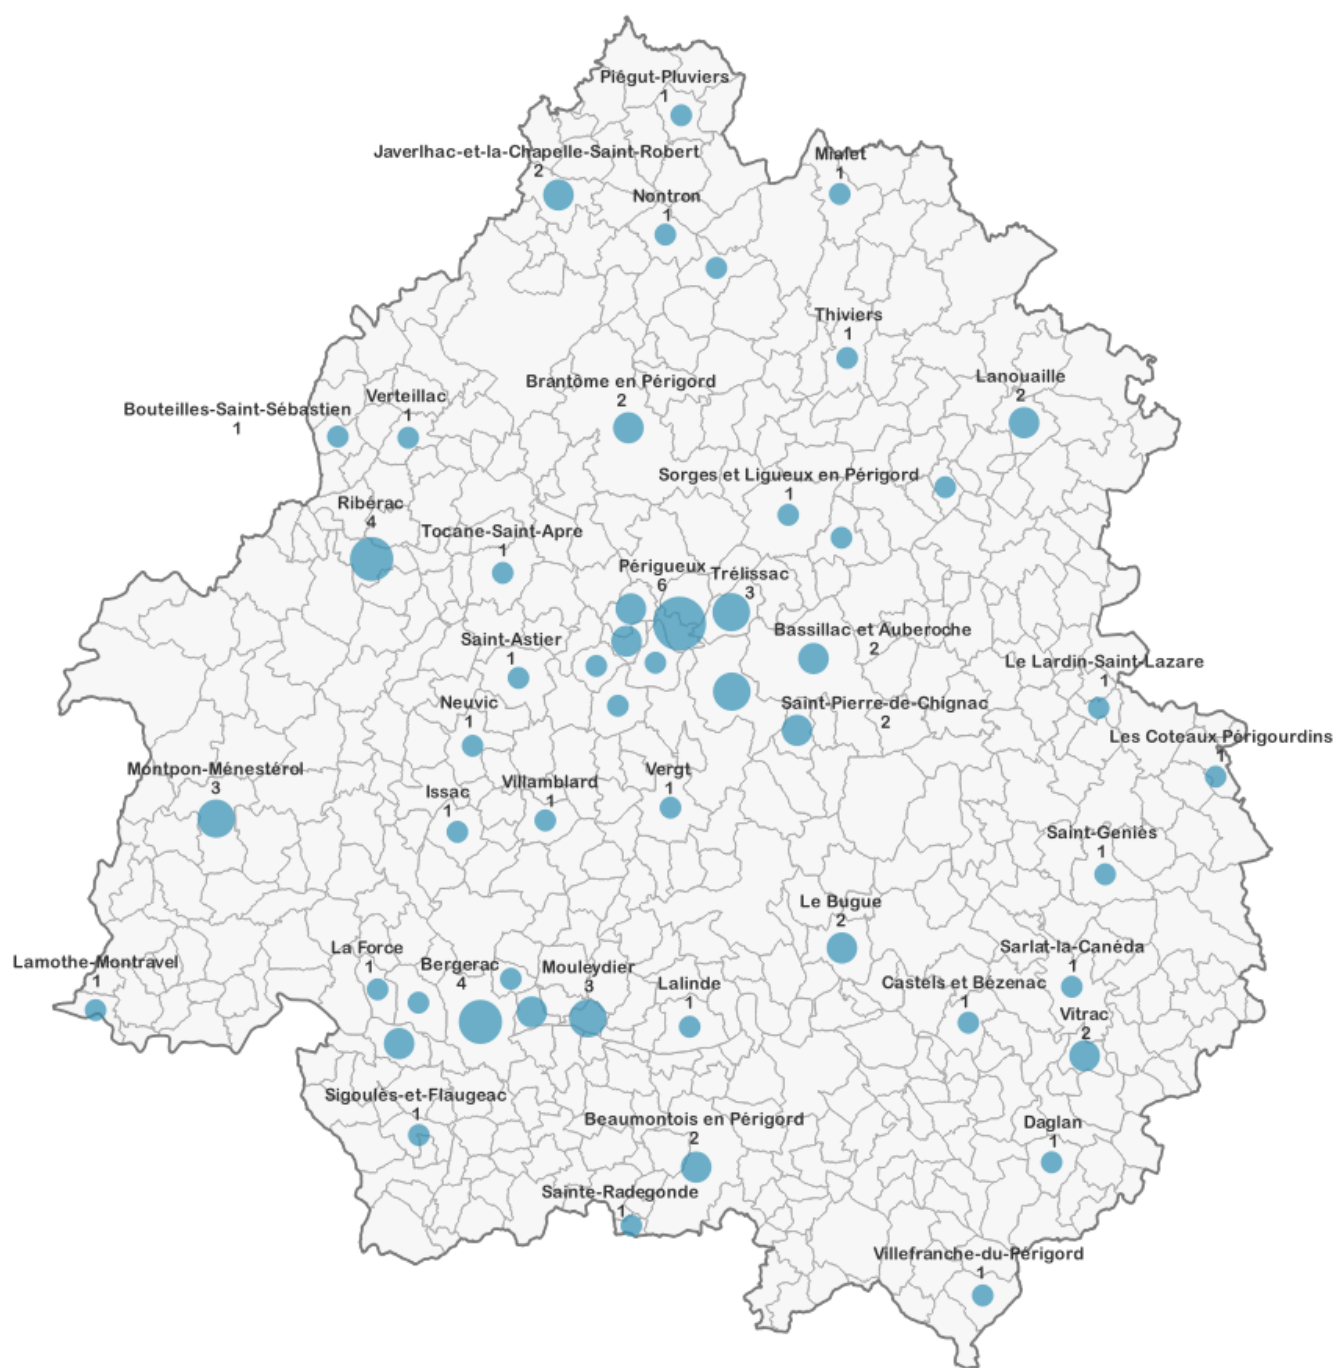 Piégut-Pluviers
1
Javerlhac-et-la-Chapelle-Saint-Robert
2
Mialet
1
Nontron
1
Thiviers
1
Lanouaille
2
Brantôme en Périgord
2
Verteillac
1
Bouteilles-Saint-Sébastien
1
Sorges et Ligueux en Périgord
1
Ribérac
4
Tocane-Saint-Apre
1
Périgueux
6
Trélissac
3
Bassillac et Auberoche
2
Saint-Astier
1
Le Lardin-Saint-Lazare
1
Neuvic
1
Saint-Pierre-de-Chignac
2
Les Coteaux Périgourdins
1
Montpon-Ménestérol
3
Issac
1
Villamblard
1
Vergt
1
Saint-Geniès
1
Le Bugue
2
Lamothe-Montravel
1
La Force
1
Bergerac
4
Mouleydier
3
Lalinde
1
Sarlat-la-Canéda
1
Castels et Bézenac
1
Vitrac
2
Sigoulès-et-Flaugeac
1
Beaumontois en Périgord
2
Daglan
1
Sainte-Radegonde
1
Villefranche-du-Périgord
1